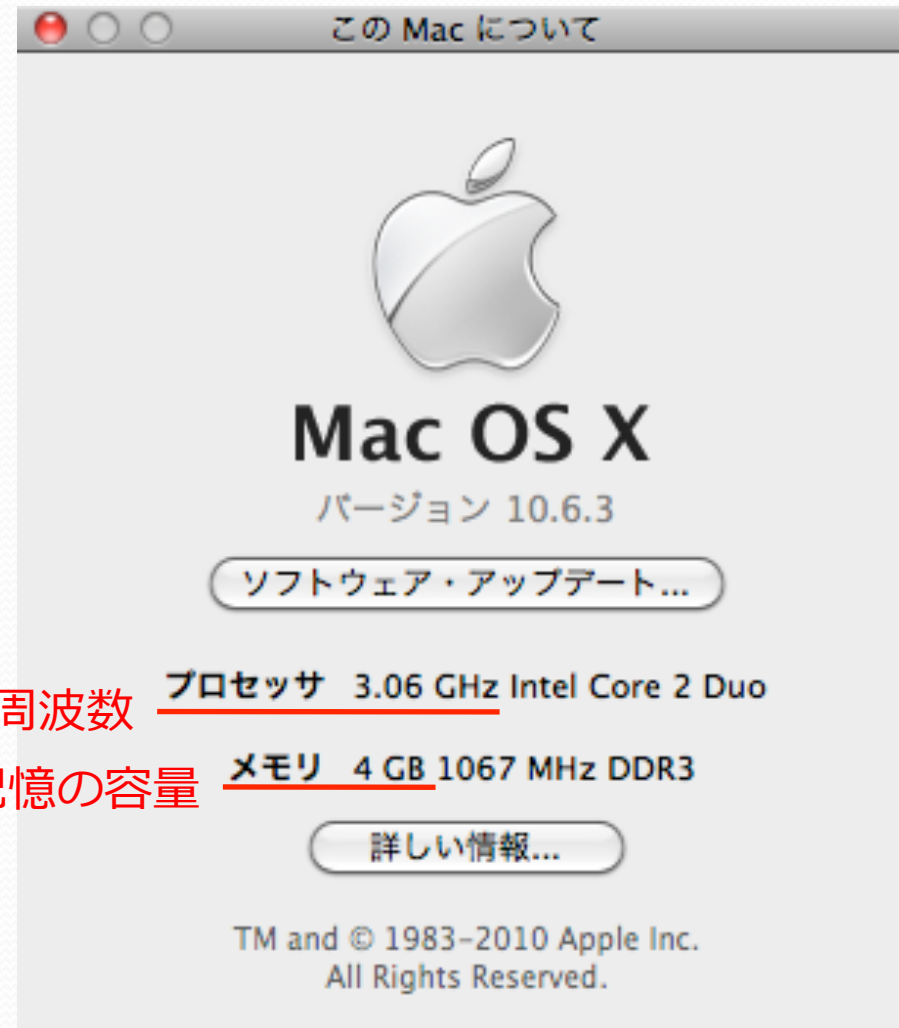 この Mac について
Mac OS X
バージョン 10.6.3
ソフトウェア・アップデート...
周波数 プロセッサ 3.06 GHz Intel Core 2 Duo
憶の容量 メモリ 4 GB 1067 MHz DDR3
詳しい情報...
TM and © 1983-2010 Apple Inc.
All Rights Reserved.